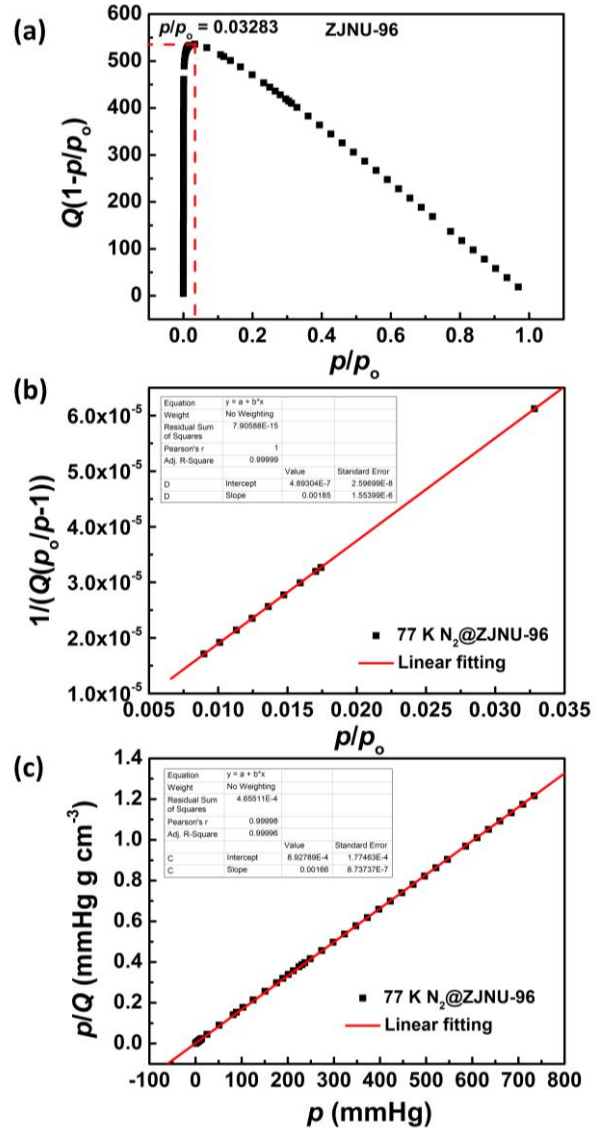 (a)
p/po = 0.03283
ZJNU-96
600
500
400
300
200
100
0
Q(1-p/po)
0.0 0.2 0.4 0.6 0.8 1.0
p/po
(b)
6.0x10-5
5.0x10-5
4.0x10-5
3.0x10-5
2.0x10-5
1.0x10-5
1/(Q(po/p-1))
Equation y = a + b*x
Weight No Weighting
Residual Sum of Squares 7.90588E-15
Pearson's r 1
Adj. R-Square 0.99999
Value Standard Error
D Intercept 4.89304E-7 2.59699E-8
D Slope 0.00185 1.55399E-6
77 K N2@ZJNU-96
Linear fitting
0.005 0.010 0.015 0.020 0.025 0.030 0.035
p/po
(c)
1.4
1.2
1.0
0.8
0.6
0.4
0.2
0.0
p/Q (mmHg g cm-3)
Equation y = a + b*x
Weight No Weighting
Residual Sum of Squares 4.65511E-4
Pearson's r 0.99998
Adj. R-Square 0.99996
Value Standard Error
C Intercept 8.92789E-4 1.77463E-4
C Slope 0.00166 8.73737E-7
77 K N2@ZJNU-96
Linear fitting
-100 0 100 200 300 400 500 600 700 800
p (mmHg)